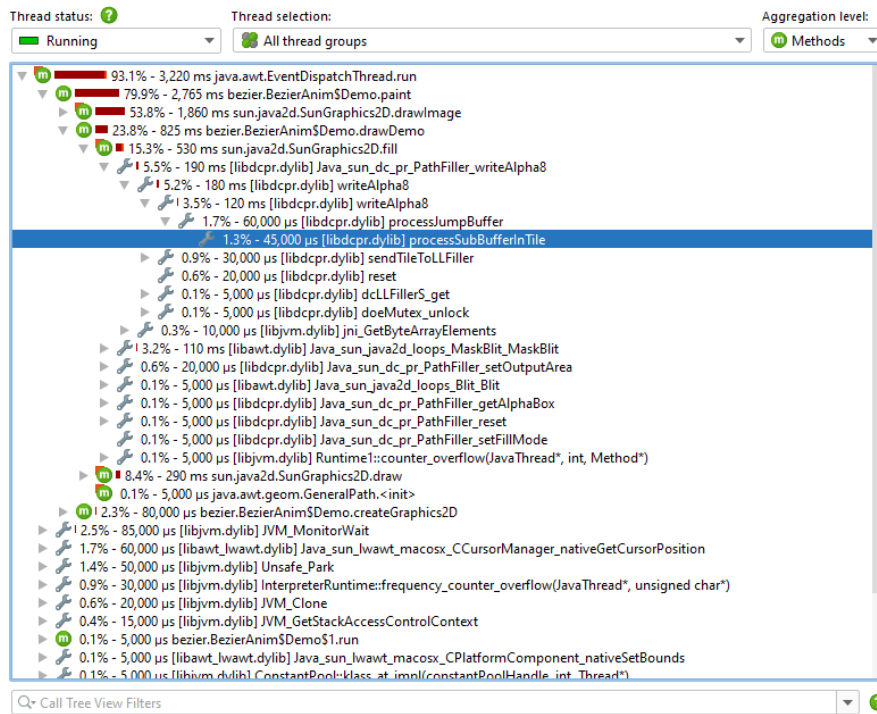 Thread status:
Thread selection:
Aggregation level:
Running
All thread groups
Methods
93.1% - 3,220 ms java.awt.EventDispatchThread.run
79.9% - 2,765 ms bezier.BezierAnim$Demo.paint
53.8% - 1,860 ms sun.java2d.SunGraphics2D.drawImage
23.8% - 825 ms bezier.BezierAnim$Demo.drawDemo
15.3% - 530 ms sun.java2d.SunGraphics2D.fill
5.5% - 190 ms [libdcpr.dylib] Java_sun_dc_pr_PathFiller_writeAlpha8
5.2% - 180 ms [libdcpr.dylib] writeAlpha8
3.5% - 120 ms [libdcpr.dylib] writeAlpha8
1.7% - 60,000 µs [libdcpr.dylib] processJumpBuffer
1.3% - 45,000 µs [libdcpr.dylib] processSubBufferInTile
0.9% - 30,000 µs [libdcpr.dylib] sendTileToLLFiller
0.6% - 20,000 µs [libdcpr.dylib] reset
0.1% - 5,000 µs [libdcpr.dylib] dcLLFillerS_get
0.1% - 5,000 µs [libdcpr.dylib] doeMutex_unlock
0.3% - 10,000 µs [libjvm.dylib] jni_GetByteArrayElements
3.2% - 110 ms [libawt.dylib] Java_sun_java2d_loops_MaskBlit_MaskBlit
0.6% - 20,000 µs [libdcpr.dylib] Java_sun_dc_pr_PathFiller_setOutputArea
0.1% - 5,000 µs [libawt.dylib] Java_sun_java2d_loops_Blit_Blit
0.1% - 5,000 µs [libdcpr.dylib] Java_sun_dc_pr_PathFiller_getAlphaBox
0.1% - 5,000 µs [libdcpr.dylib] Java_sun_dc_pr_PathFiller_reset
0.1% - 5,000 µs [libdcpr.dylib] Java_sun_dc_pr_PathFiller_setFillMode
0.1% - 5,000 µs [libjvm.dylib] Runtime1::counter_overflow(JavaThread*, int, Method*)
8.4% - 290 ms sun.java2d.SunGraphics2D.draw
0.1% - 5,000 µs java.awt.geom.GeneralPath.<init>
2.3% - 80,000 µs bezier.BezierAnim$Demo.createGraphics2D
2.5% - 85,000 µs [libjvm.dylib] JVM_MonitorWait
1.7% - 60,000 µs [libawt_lwawt.dylib] Java_sun_lwawt_macosx_CCursorManager_nativeGetCursorPosition
1.4% - 50,000 µs [libjvm.dylib] Unsafe_Park
0.9% - 30,000 µs [libjvm.dylib] InterpreterRuntime::frequency_counter_overflow(JavaThread*, unsigned char*)
0.6% - 20,000 µs [libjvm.dylib] JVM_Clone
0.4% - 15,000 µs [libjvm.dylib] JVM_GetStackAccessControlContext
0.1% - 5,000 µs bezier.BezierAnim$Demo$1.run
0.1% - 5,000 µs [libawt_lwawt.dylib] Java_sun_lwawt_macosx_CPlatformComponent_nativeSetBounds
0.1% - 5,000 µs [libjvm.dylib] ConstantPool::klass_at_impl(constantPoolHandle, int, Thread*)
Call Tree View Filters